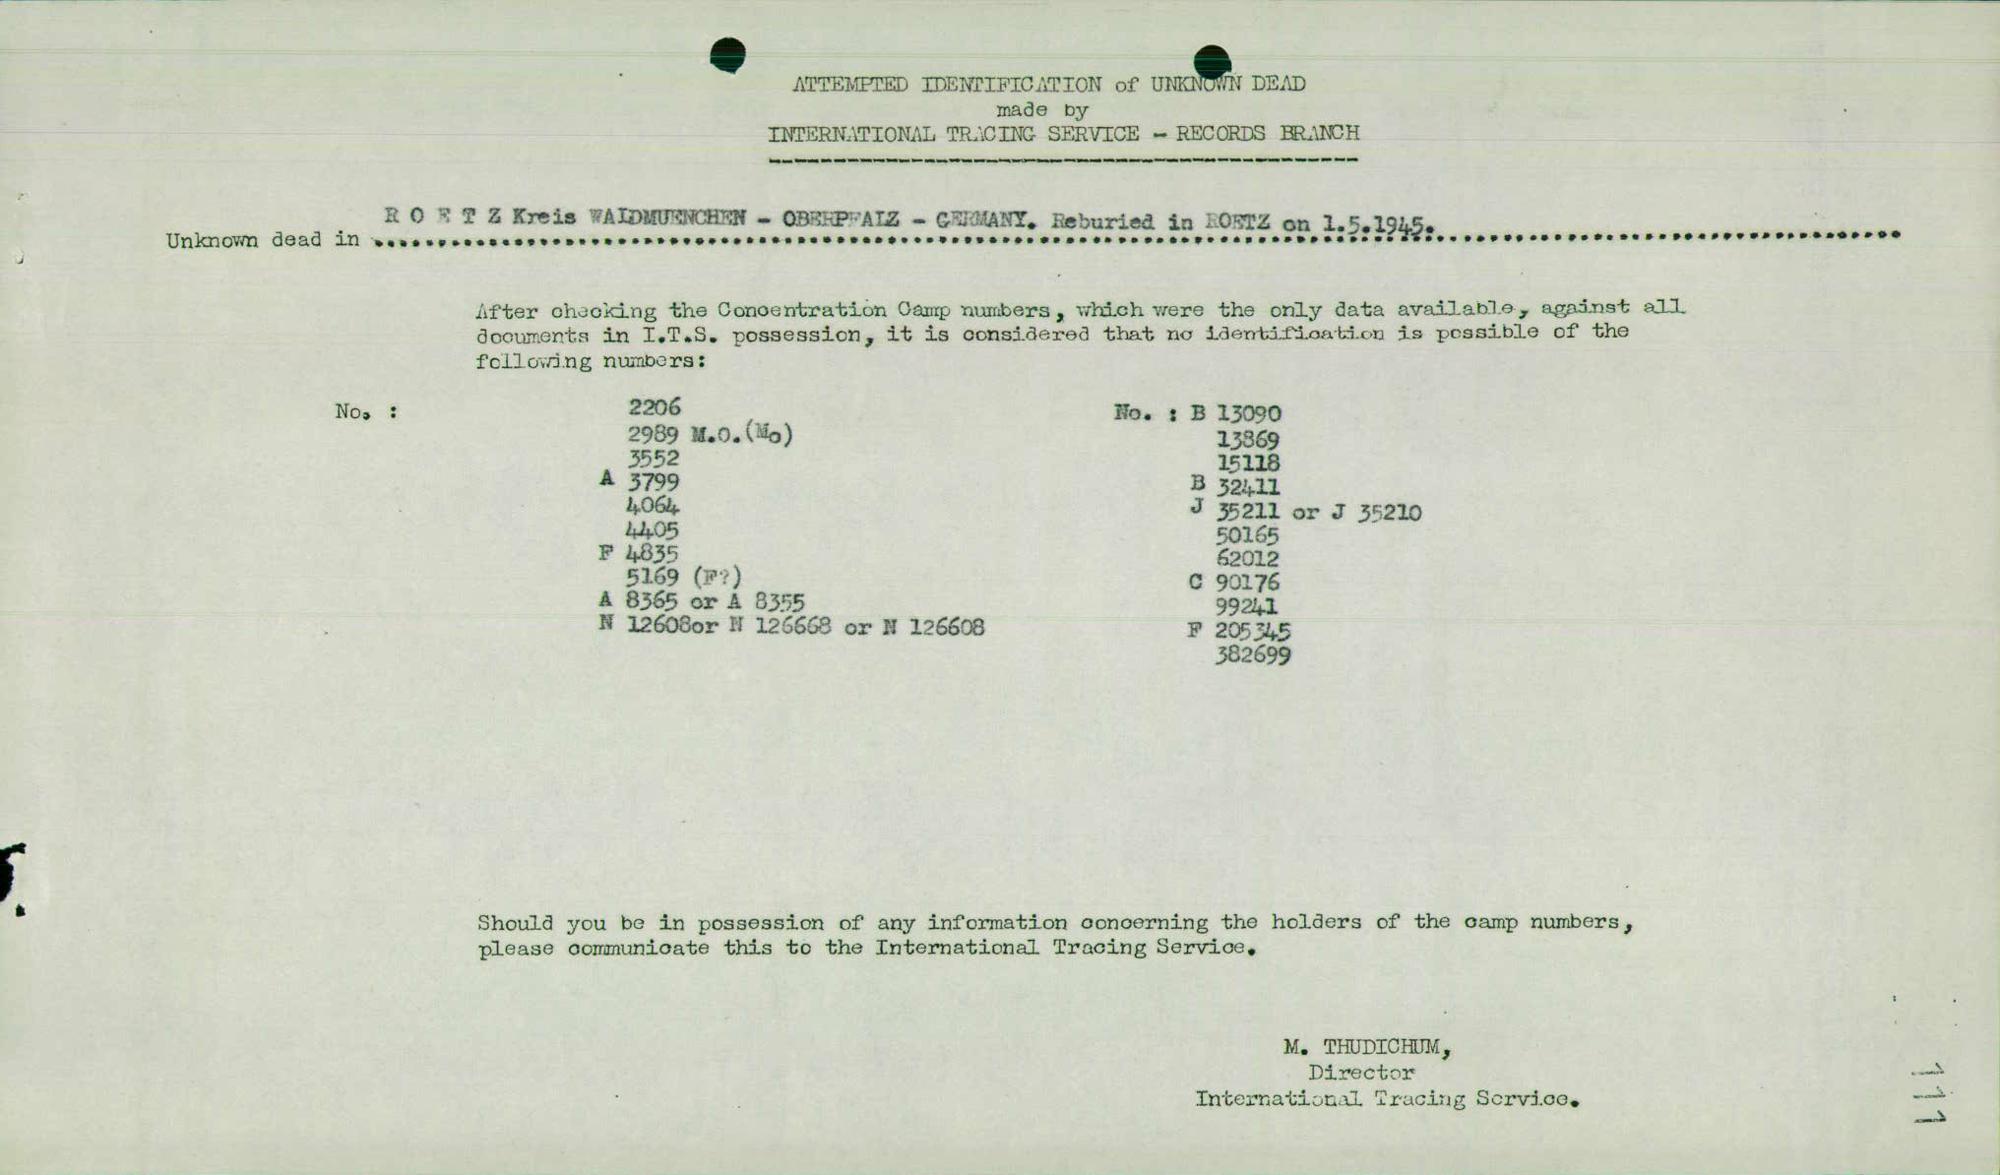 ATTEMPTED IDENTIFICATION of UNKNOWN DEAD
made by
INTERNATIONAL TRACING SERVICE - RECORDS BRANCH
R O E T Z Kreis WAIDMUENCHEN - OBERPFALZ - GERMANY. Reburied in ROETZ on 1.5.1945.
Unknown dead in
After checking the Concentration Camp numbers, which were the only data available, against all
documents in I.T.S. possession, it is considered that no identification is possible of the
following numbers:
No. :
2206
2989 M.O.(Mo)
3552
A 3799
4064
4405
F 4835
5169 (F?)
A 8365 or A 8355
N 12608or N 126668 or N 126608
No. : B 13090
13869
15118
B 32411
J 35211 or J 35210
50165
62012
C 90176
99241
F 205345
382699
Should you be in possession of any information concerning the holders of the camp numbers,
please communicate this to the International Tracing Service.
M. THUDICHUM,
Director
International Tracing Service.
111